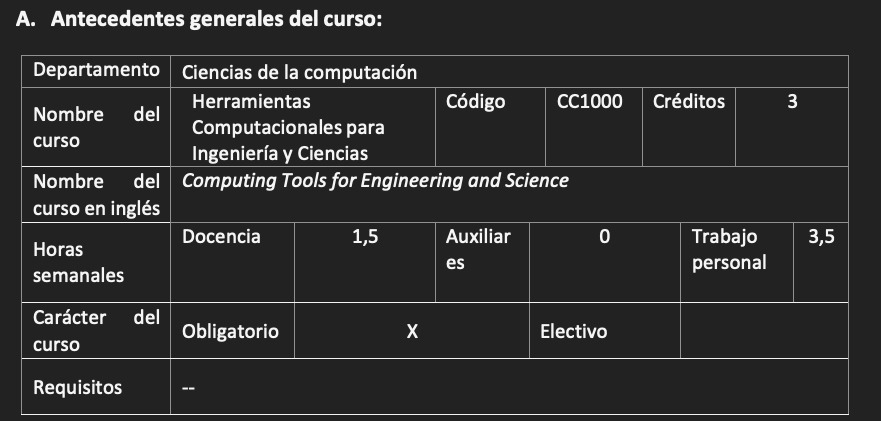 A. Antecedentes generales del curso:
Departamento Ciencias de la computación
Nombre del curso Herramientas Computacionales para Ingeniería y Ciencias Código CC1000 Créditos 3
Nombre del curso en inglés Computing Tools for Engineering and Science
Horas semanales Docencia 1,5 Auxiliar es 0 Trabajo personal 3,5
Carácter del curso Obligatorio X Electivo
Requisitos --